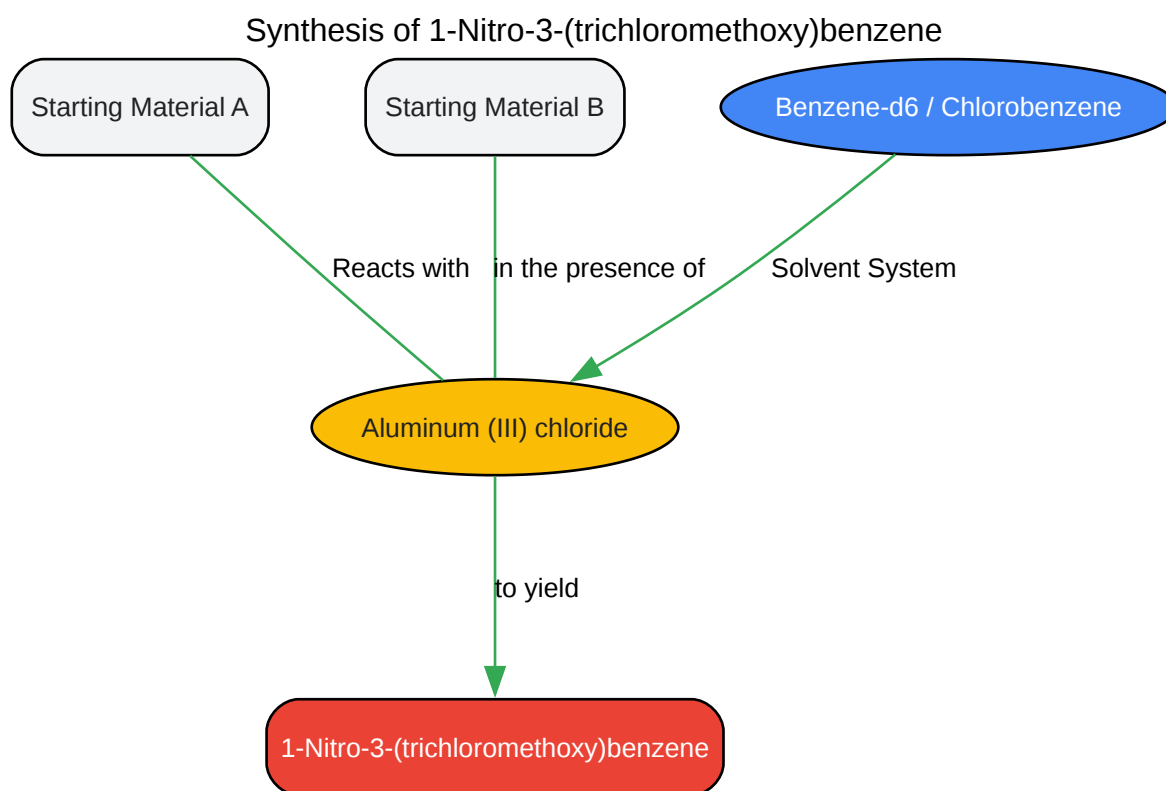 Synthesis of 1-Nitro-3-(trichloromethoxy)benzene
Starting Material A
Starting Material B
Benzene-d6 / Chlorobenzene
Reacts with
in the presence of
Solvent System
Aluminum (III) chloride
to yield
1-Nitro-3-(trichloromethoxy)benzene